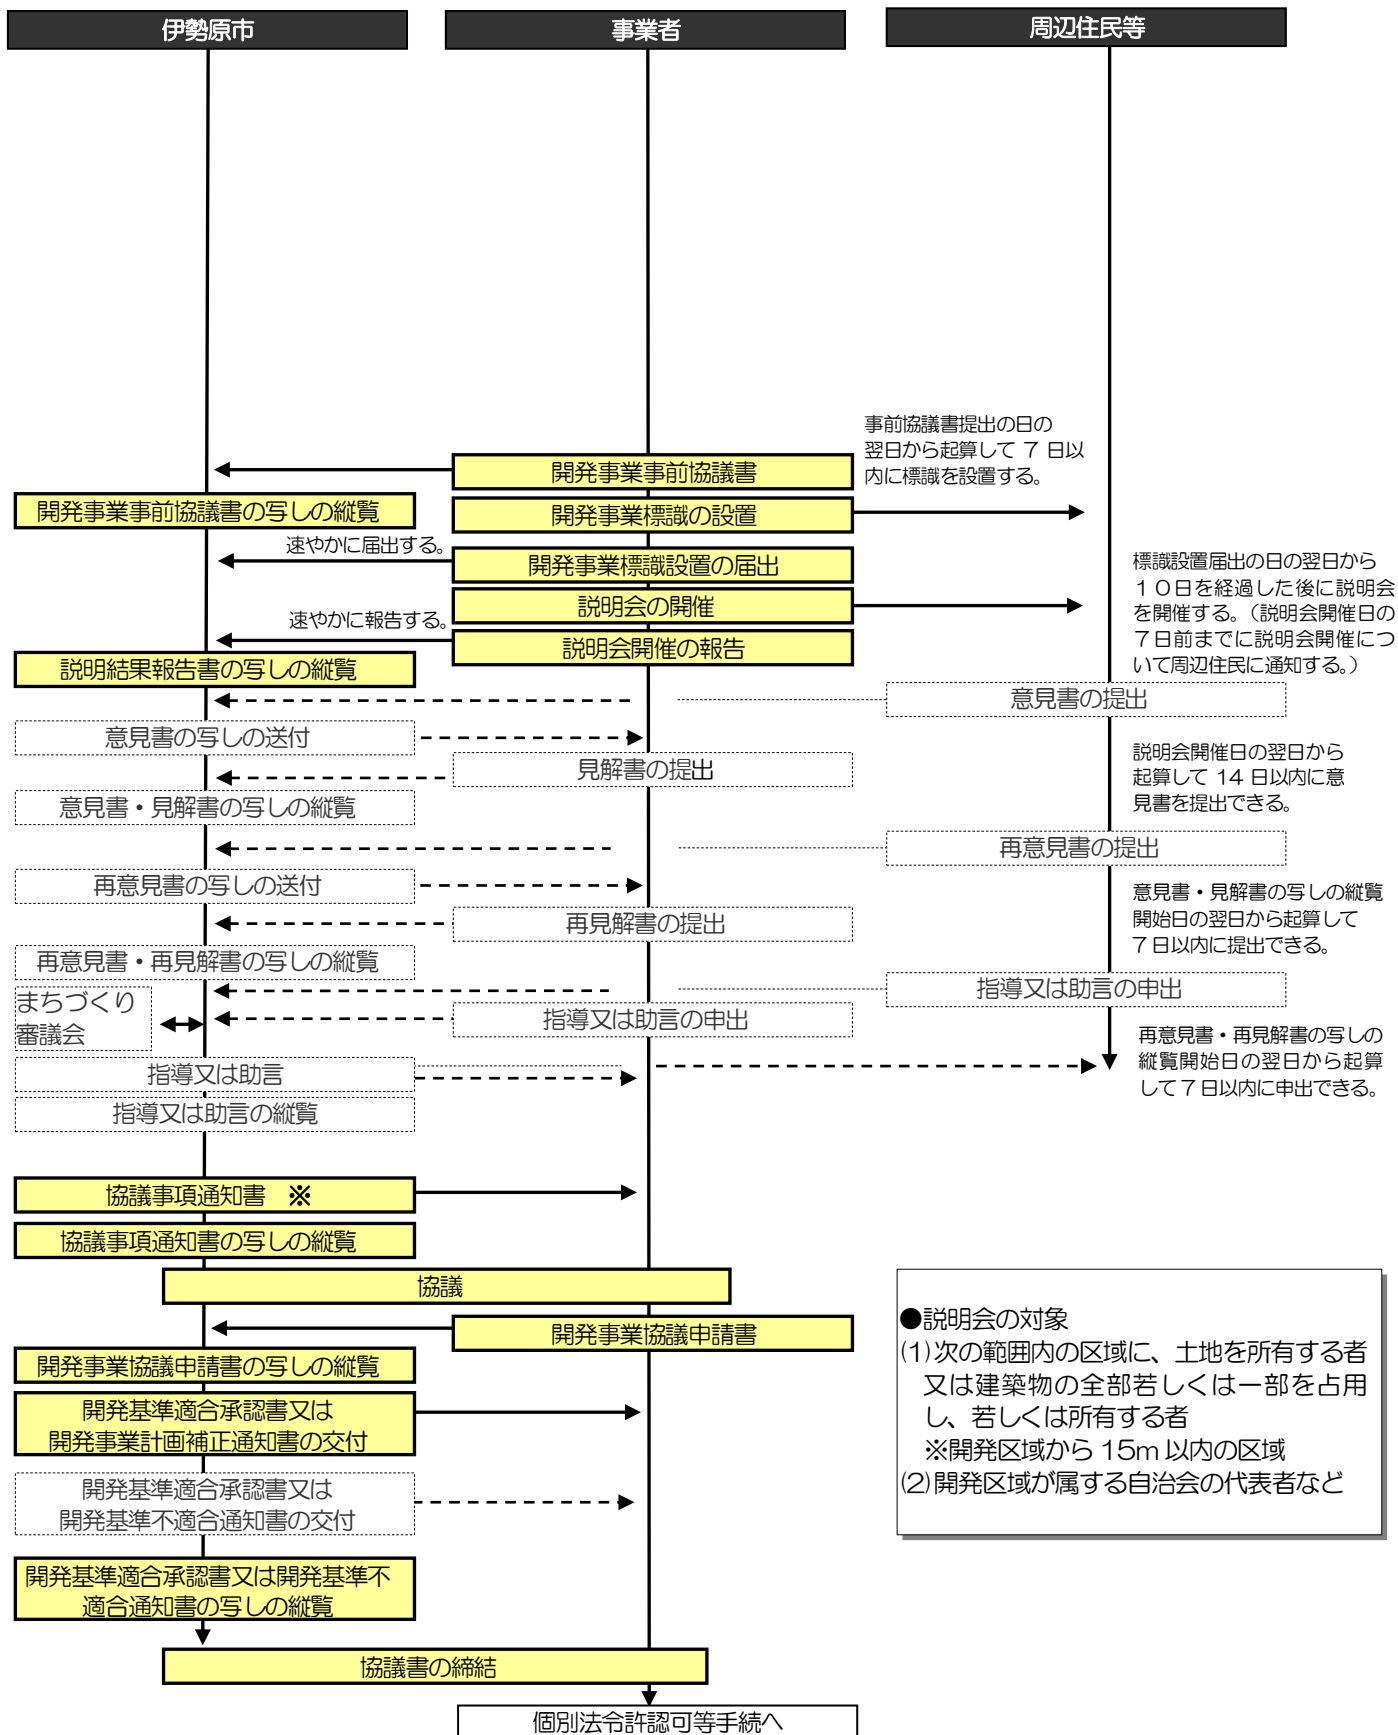 伊勢原市
事業者
周辺住民等
事前協議書提出の日の
翌日から起算して 7 日以
内に標識を設置する。
開発事業事前協議書
開発事業事前協議書の写しの縦覧
開発事業標識の設置
速やかに届出する。
開発事業標識設置の届出
標識設置届出の日の翌日から
10日を経過した後に説明会
を開催する。（説明会開催日の
7日前までに説明会開催につ
いて周辺住民に通知する。）
説明会の開催
速やかに報告する。
説明会開催の報告
説明結果報告書の写しの縦覧
意見書の提出
意見書の写しの送付
見解書の提出
説明会開催日の翌日から
起算して 14 日以内に意
見書を提出できる。
意見書・見解書の写しの縦覧
再意見書の提出
再意見書の写しの送付
意見書・見解書の写しの縦覧
開始日の翌日から起算して
7日以内に提出できる。
再見解書の提出
再意見書・再見解書の写しの縦覧
指導又は助言の申出
まちづくり
審議会
指導又は助言の申出
再意見書・再見解書の写しの
縦覧開始日の翌日から起算
して7日以内に申出できる。
指導又は助言
指導又は助言の縦覧
協議事項通知書 ※
協議事項通知書の写しの縦覧
協議
開発事業協議申請書
開発事業協議申請書の写しの縦覧
開発基準適合承認書又は
開発事業計画補正通知書の交付
開発基準適合承認書又は
開発基準不適合通知書の交付
開発基準適合承認書又は開発基準不
適合通知書の写しの縦覧
協議書の締結
個別法令許認可等手続へ
●説明会の対象
(1)次の範囲内の区域に、土地を所有する者
又は建築物の全部若しくは一部を占用
し、若しくは所有する者
※開発区域から 15m 以内の区域
(2)開発区域が属する自治会の代表者など